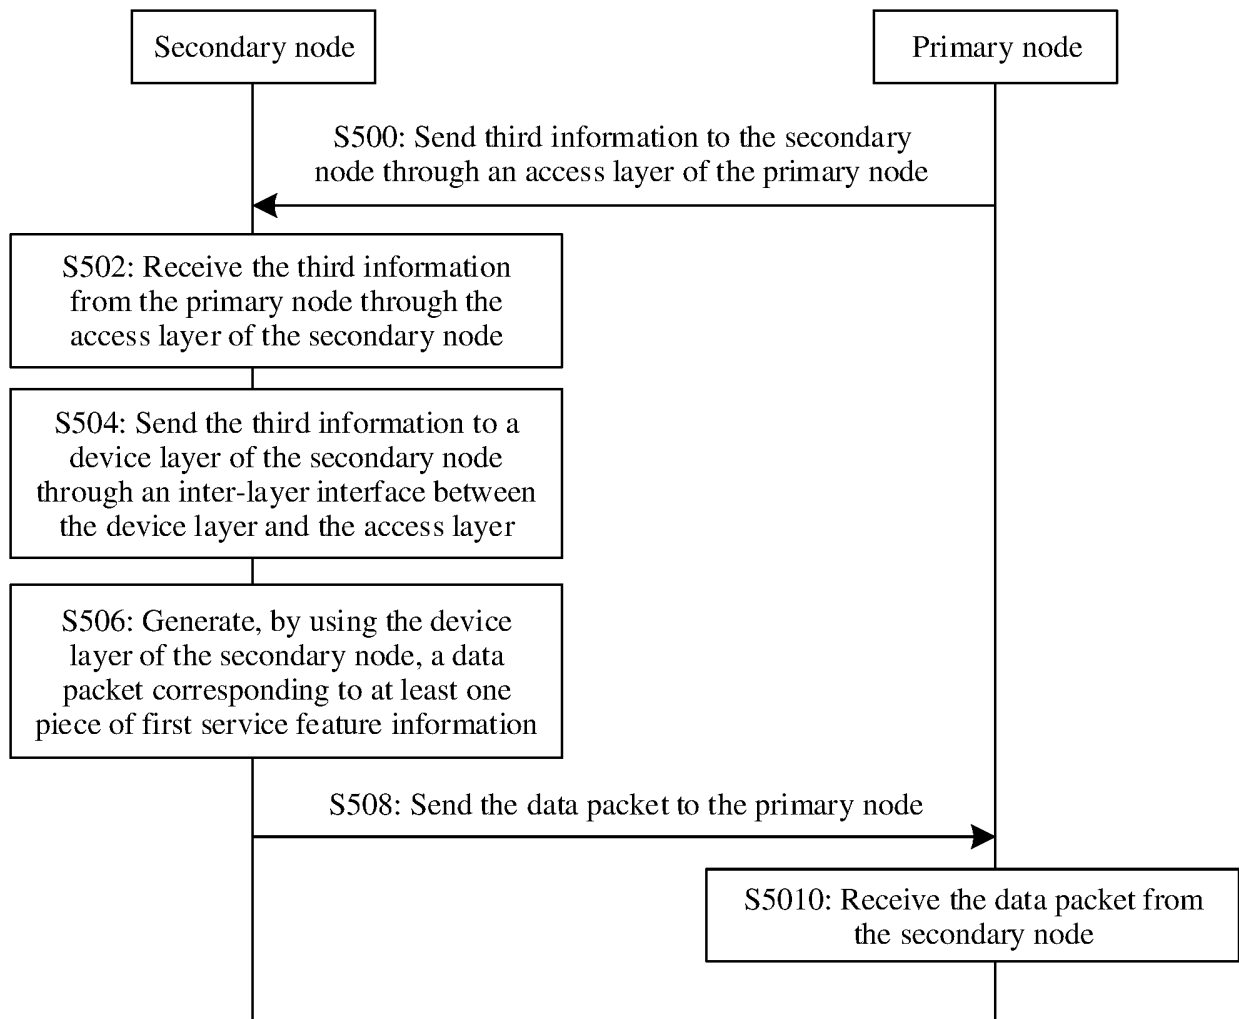 Secondary node
Primary node
S500: Send third information to the secondary
node through an access layer of the primary node
S502: Receive the third information
from the primary node through the
access layer of the secondary node
S504: Send the third information to a
device layer of the secondary node
through an inter-layer interface between
the device layer and the access layer
S506: Generate, by using the device
layer of the secondary node, a data
packet corresponding to at least one
piece of first service feature information
S508: Send the data packet to the primary node
S5010: Receive the data packet from
the secondary node